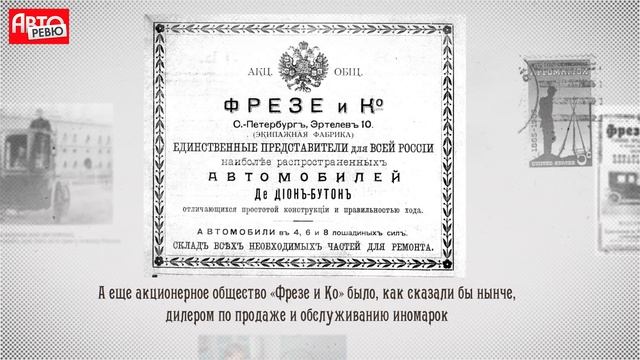 АВТО
РЕВЮ
АКЦ. ОБЩ.
ФРЕЗЕ и Ко
С.-Петербургъ, Эртелевъ 10.
(ЭКИПАЖНАЯ ФАБРИКА)
ЕДИНСТВЕННЫЕ ПРЕДСТАВИТЕЛИ для ВСЕЙ РОССІИ
наиболѣе распространенныхъ
АВТОМОБИЛЕЙ
Де ДІОНЪ-БУТОНЪ
отличающихся простотой конструкціи и правильностью хода.
АВТОМОБИЛИ въ 4, 6 и 8 лошадиныхъ силъ.
СКЛАДЪ ВСѢХЪ НЕОБХОДИМЫХЪ ЧАСТЕЙ ДЛЯ РЕМОНТА.
А еще акционерное общество «Фрезе и Ко» было, как сказали бы нынче,
дилером по продаже и обслуживанию иномарок